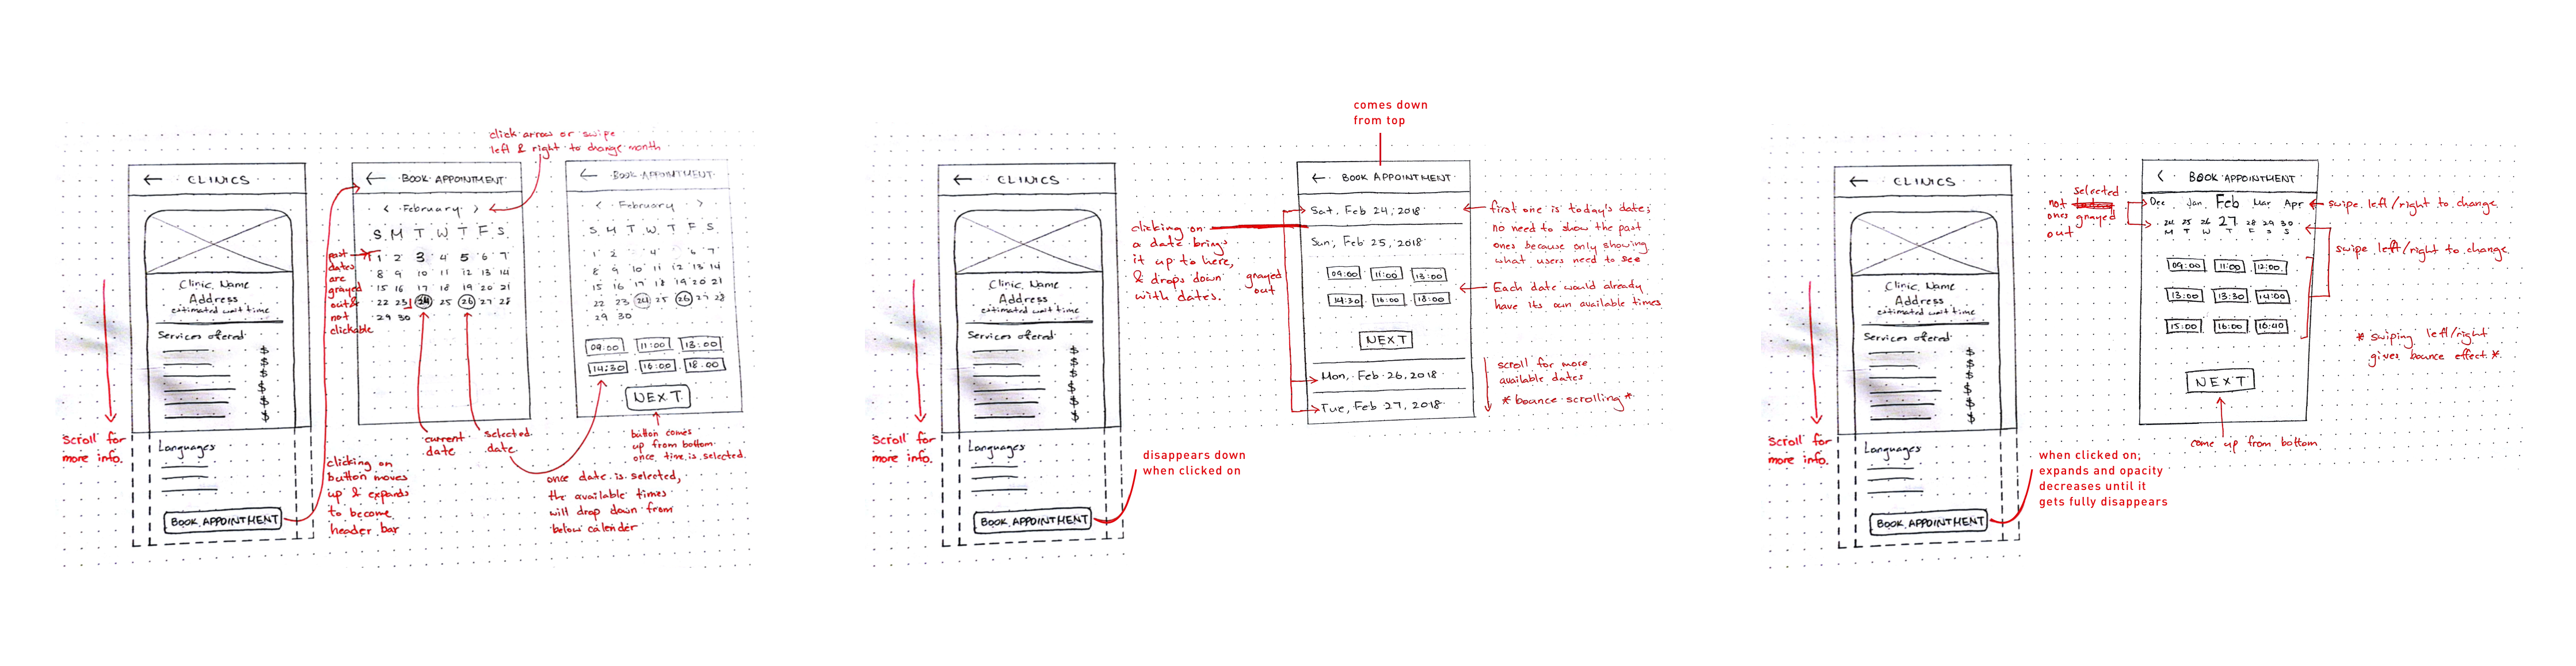 click arrow or swipe
left & right to change month
← CLINICS
Clinic Name
Address
estimated wait time
Services offered
$
$
$
$
$
$
Languages
BOOK APPOINTMENT
scroll for
more info.
← BOOK APPOINTMENT
< February >
S M T W T F S
1 2 3 4 5 6 7
8 9 10 11 12 13 14
15 16 17 18 19 20 21
22 23 24 25 26 27 28
29 30
past
dates
are
grayed
out &
not
clickable
current
date
selected
date
clicking on
button moves
up & expands
to become
header bar
← BOOK APPOINTMENT
< February >
S M T W T F S
1 2 4 6 7
8 9 10 11 12 13 14
15 16 17 18 19 20 21
22 23 24 25 26 27 28
29 30
09:00 11:00 13:00
14:30 16:00 18:00
NEXT
button comes
up from bottom
once time is selected.
once date is selected,
the available times
will drop down from
below calender
← CLINICS
Clinic Name
Address
estimated wait time
Services offered
$
$
$
$
$
$
Languages
BOOK APPOINTMENT
scroll for
more info.
disappears down
when clicked on
comes down
from top
← BOOK APPOINTMENT
Sat, Feb 24, 2018
Sun, Feb 25, 2018
09:00 11:00 13:00
14:30 16:00 18:00
NEXT
Mon, Feb 26, 2018
Tue, Feb 27, 2018
clicking on
a date brings
it up to here,
& drops down
with dates.
grayed
out
first one is today's date;
no need to show the past
ones because only showing
what users need to see
Each date would already
have its own available times
scroll for more
available dates
* bounce scrolling *
← CLINICS
Clinic Name
Address
estimated wait time
Services offered
$
$
$
$
$
$
Languages
BOOK APPOINTMENT
scroll for
more info.
when clicked on;
expands and opacity
decreases until it
gets fully disappears
selected
not
ones grayed
out
< BOOK APPOINTMENT
Dec Jan Feb Mar Apr
24 25 26 27 28 29 30
M T W T F S S
09:00 11:00 12:00
13:00 13:30 14:00
15:00 16:00 16:40
NEXT
come up from bottom
swipe left/right to change
swipe left/right to change
* swiping left/right
gives bounce effect *